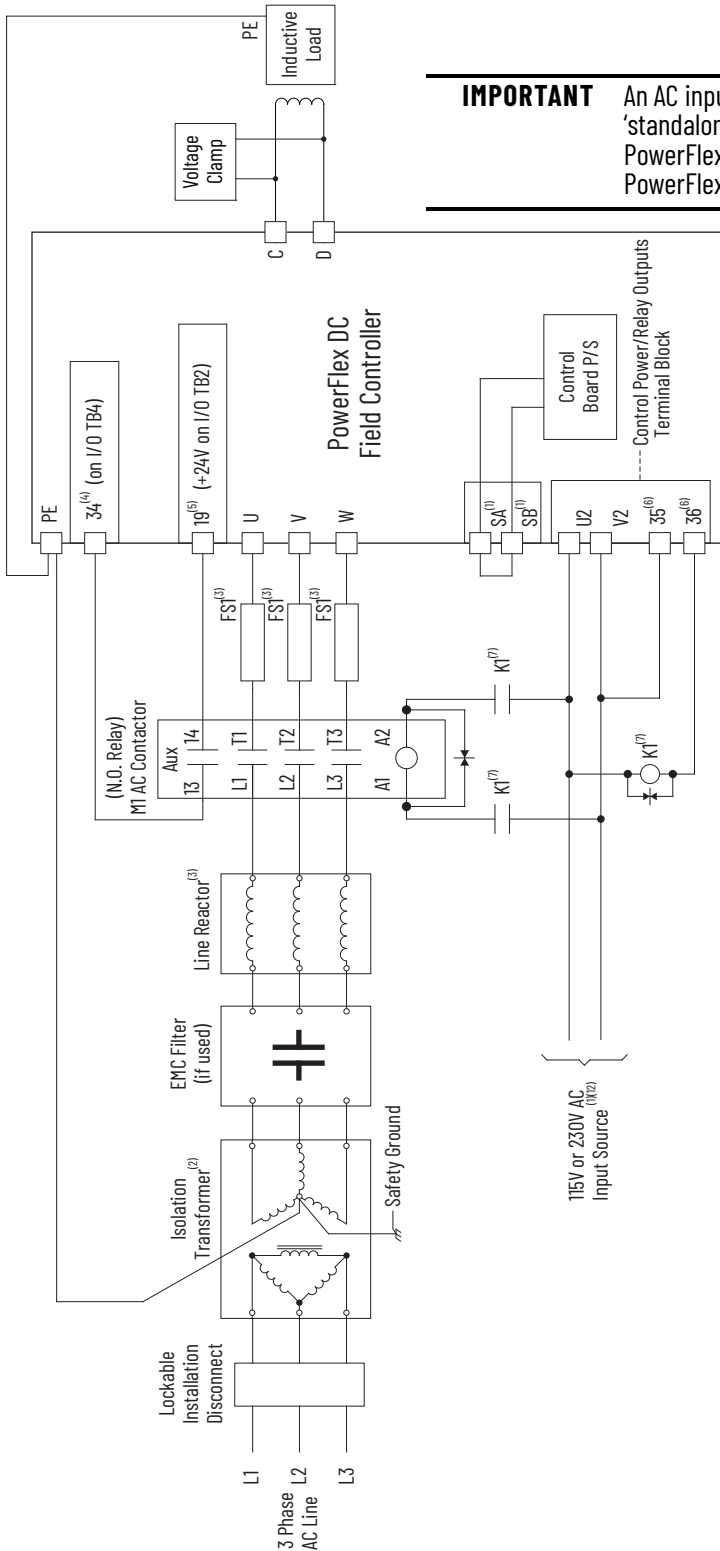 IMPORTANT
An AC inpu
'standalon
PowerFlex
PowerFlex
3 Phase
AC Line
L1
L2
L3
Lockable
Installation
Disconnect
Isolation
Transformer(2)
Safety Ground
EMC Filter
(if used)
Line Reactor(3)
(N.O. Relay)
M1 AC Contactor
Aux
13
14
L1
T1
L2
T2
L3
T3
A1
A2
FS1(3)
FS1(3)
FS1(3)
K1(7)
K1(7)
K1(7)
115V or 230V AC
Input Source (1)(12)
PE
34(4) (on I/O TB4)
19(5) (+24V on I/O TB2)
U
V
W
SA(1)
SB(1)
U2
V2
35(6)
36(6)
PowerFlex DC
Field Controller
Control
Board P/S
Control Power/Relay Outputs
Terminal Block
C
D
Voltage
Clamp
PE
Inductive
Load